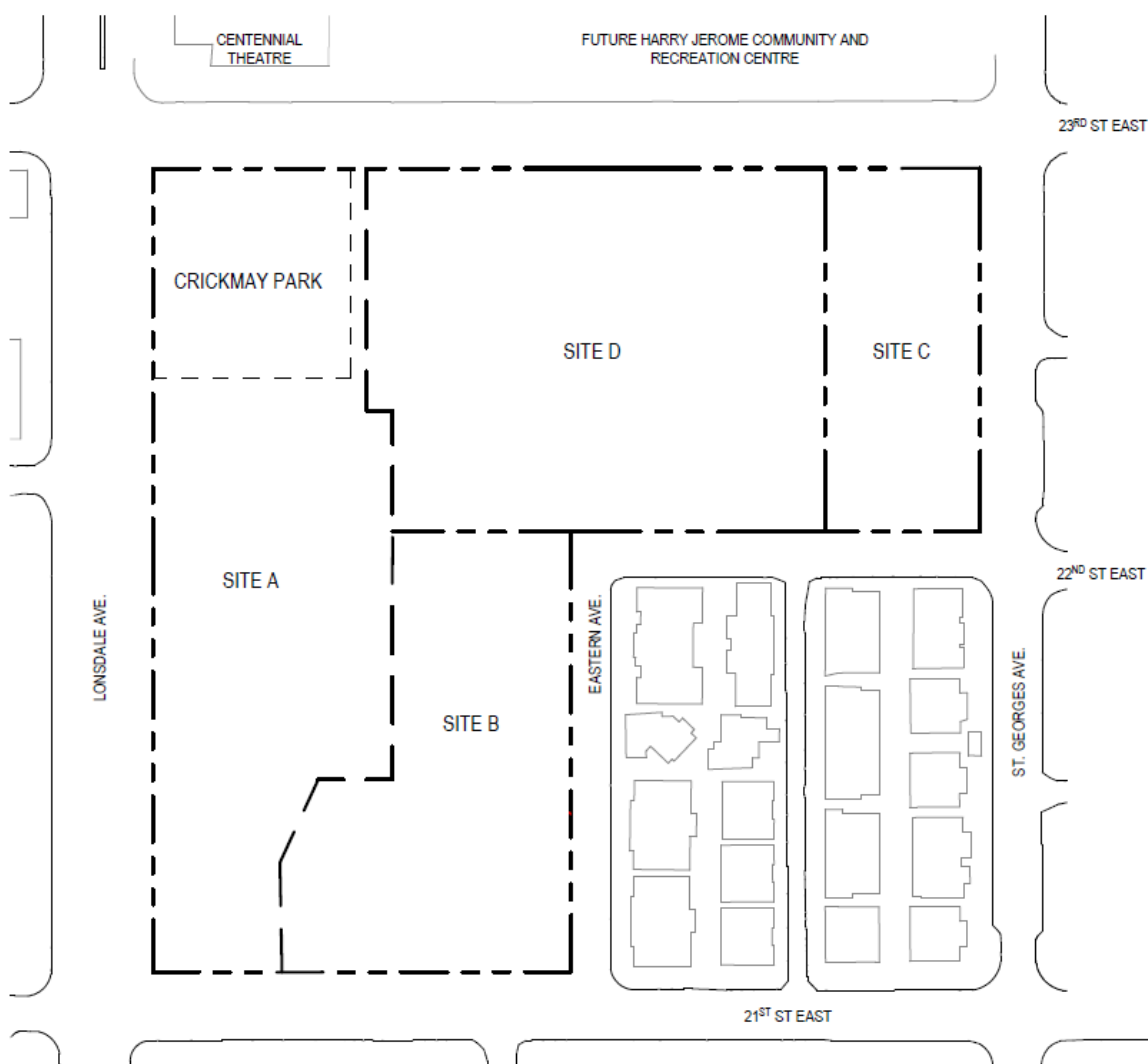 CENTENNIAL
THEATRE
FUTURE HARRY JEROME COMMUNITY AND
RECREATION CENTRE
23RD ST EAST
CRICKMAY PARK
SITE D
SITE C
SITE A
22ND ST EAST
LONSDALE AVE.
EASTERN AVE.
ST. GEORGES AVE.
SITE B
21ST ST EAST